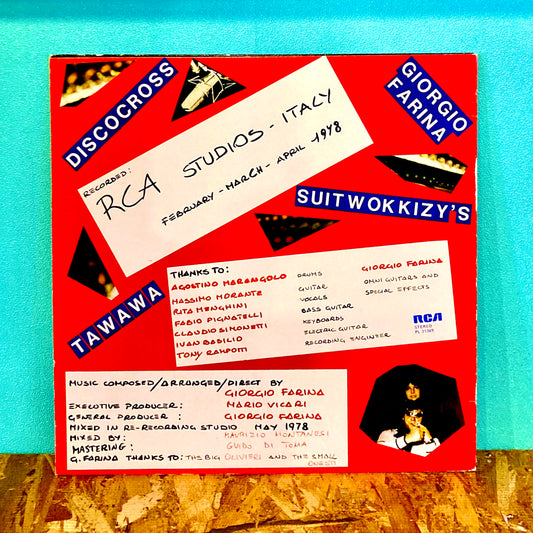 DISCOCROSS
GIORGIO
FARINA
RECORDED:
RCA STUDIOS - ITALY
FEBRUARY - MARCH - APRIL 1978
SUITWOKKIZY'S
TAWAWA
THANKS TO:
AGOSTINO MARANGOLO DRUMS
MASSIMO MORANTE GUITAR
RITA MENGHINI VOCALS
FABIO PIGNATELLI BASS GUITAR
CLAUDIO SIMONETTI KEYBOARDS
IVAN BASILIO ELECTRIC GUITAR
TONY RAMPOTTI RECORDING ENGINEER
GIORGIO FARINA
OMNI GUITARS AND
SPECIAL EFFECTS
RCA
STEREO
PL 31369
MUSIC COMPOSED/ARRANGED/DIRECT BY
GIORGIO FARINA
EXECUTIVE PRODUCER: MARIO VICARI
GENERAL PRODUCER: GIORGIO FARINA
MIXED IN RE-RECORDING STUDIO MAY 1978
MIXED BY: MAURIZIO MONTANESI
MASTERING: GUIDO DI TOMA
G. FARINA THANKS TO: THE BIG OLIVIERI AND THE SMALL